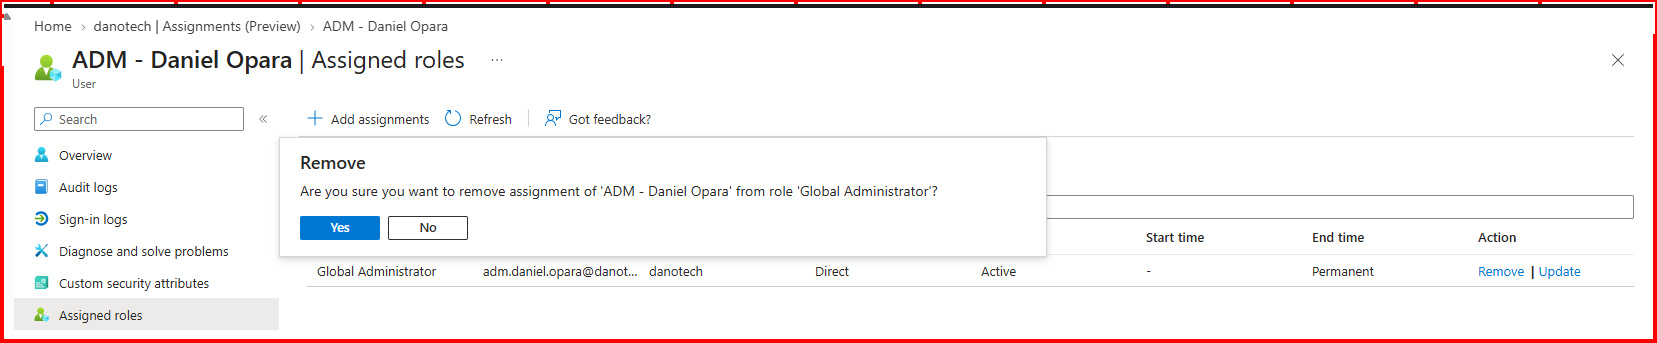 Home > danotech | Assignments (Preview) > ADM - Daniel Opara
ADM - Daniel Opara | Assigned roles ...
User
Search «
Add assignments Refresh Got feedback?
Overview
Audit logs
Sign-in logs
Diagnose and solve problems
Custom security attributes
Assigned roles
Remove
Are you sure you want to remove assignment of 'ADM - Daniel Opara' from role 'Global Administrator'?
Yes No
Start time End time Action
Global Administrator adm.daniel.opara@danot... danotech Direct Active - Permanent Remove | Update